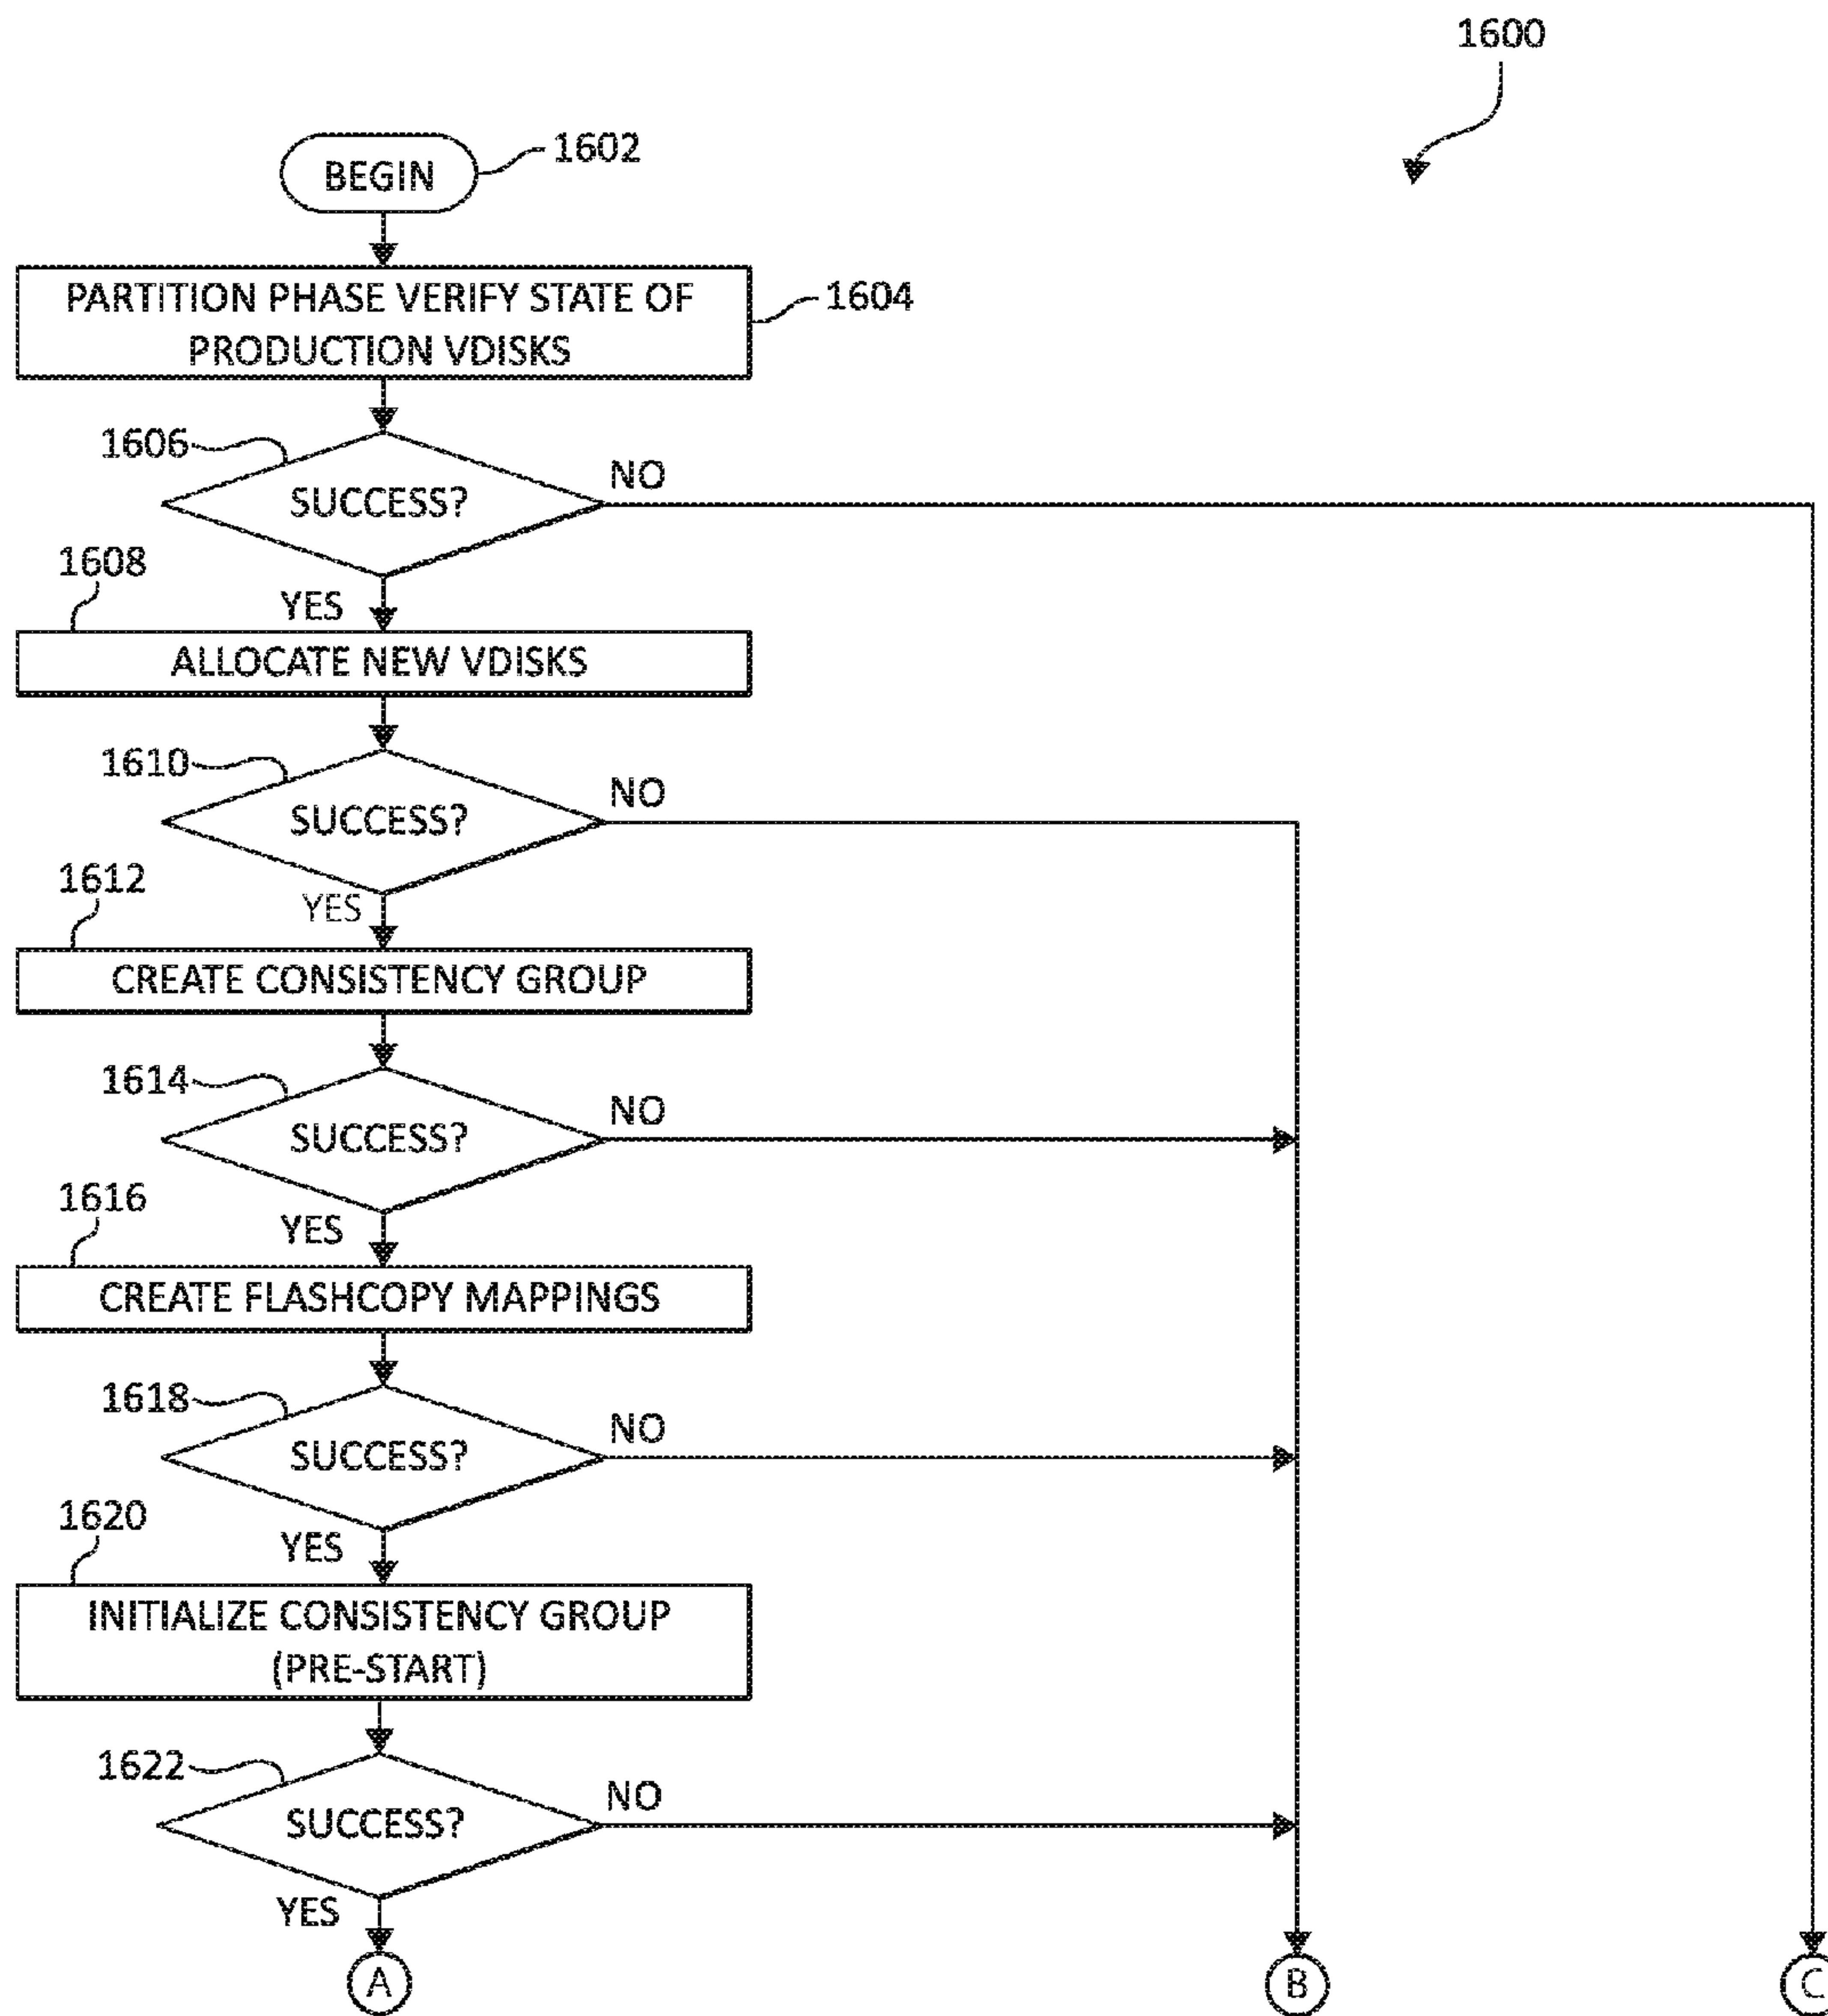 1600
BEGIN
1602
PARTITION PHASE VERIFY STATE OF
PRODUCTION VDISKS
1604
1606
SUCCESS?
NO
YES
1608
ALLOCATE NEW VDISKS
1610
SUCCESS?
NO
YES
1612
CREATE CONSISTENCY GROUP
1614
SUCCESS?
NO
YES
1616
CREATE FLASHCOPY MAPPINGS
1618
SUCCESS?
NO
YES
1620
INITIALIZE CONSISTENCY GROUP
(PRE-START)
1622
SUCCESS?
NO
YES
A
B
C